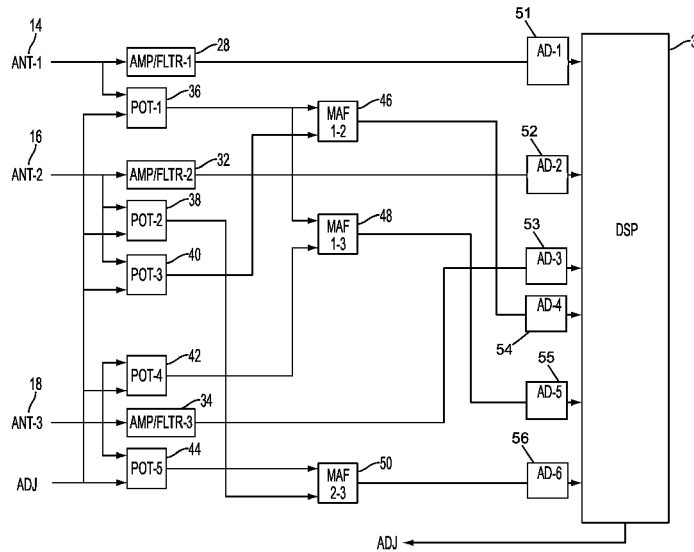 14
ANT-1
AMP/FLTR-1
28
51
AD-1
3
POT-1
36
MAF
1-2
46
16
ANT-2
AMP/FLTR-2
32
52
AD-2
POT-2
38
MAF
1-3
48
DSP
POT-3
40
53
AD-3
AD-4
54
POT-4
42
55
AD-5
18
ANT-3
AMP/FLTR-3
34
POT-5
44
MAF
2-3
50
56
AD-6
ADJ
ADJ